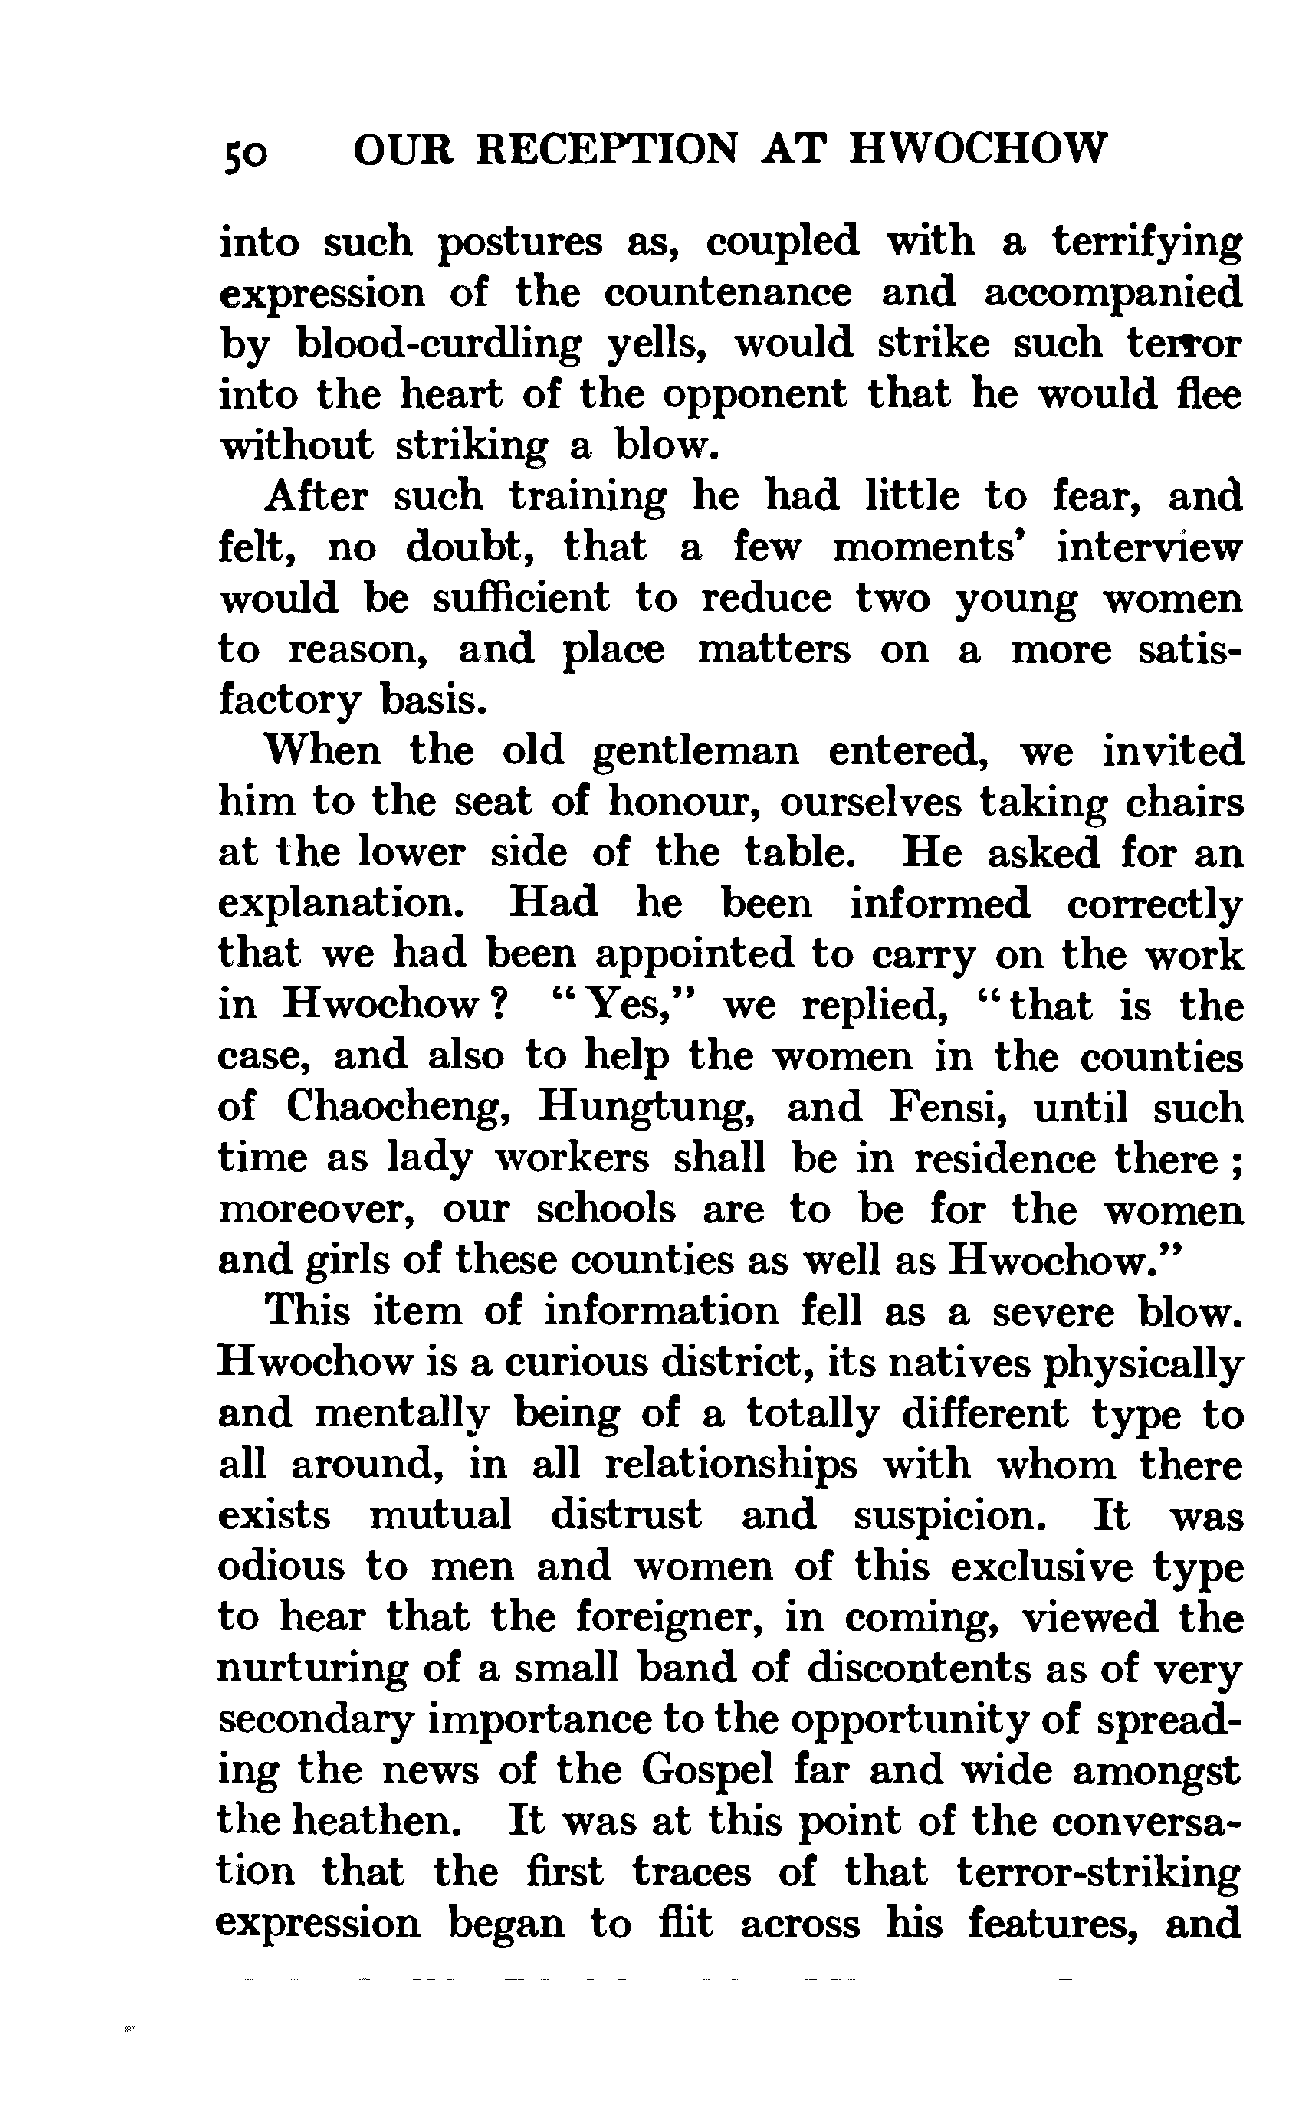 50 OUR RECEPTION AT HWOCHOW
into such postures as, coupled with a terrifying
expression of the countenance and accompanied
by blood-curdling yells, would strike such terror
into the heart of the opponent that he would flee
without striking a blow.
After such training he had little to fear, and
felt, no doubt, that a few moments' interview
would be sufficient to reduce two young women
to reason, and place matters on a more satis-
factory basis.
When the old gentleman entered, we invited
him to the seat of honour, ourselves taking chairs
at the lower side of the table. He asked for an
explanation. Had he been informed correctly
that we had been appointed to carry on the work
in Hwochow ? “ Yes,” we replied, “ that is the
case, and also to help the women in the counties
of Chaocheng, Hungtung, and Fensi, until such
time as lady workers shall be in residence there ;
moreover, our schools are to be for the women
and girls of these counties as well as Hwochow.”
This item of information fell as a severe blow.
Hwochow is a curious district, its natives physically
and mentally being of a totally different type to
all around, in all relationships with whom there
exists mutual distrust and suspicion. It was
odious to men and women of this exclusive type
to hear that the foreigner, in coming, viewed the
nurturing of a small band of discontents as of very
secondary importance to the opportunity of spread-
ing the news of the Gospel far and wide amongst
the heathen. It was at this point of the conversa-
tion that the first traces of that terror-striking
expression began to flit across his features, and